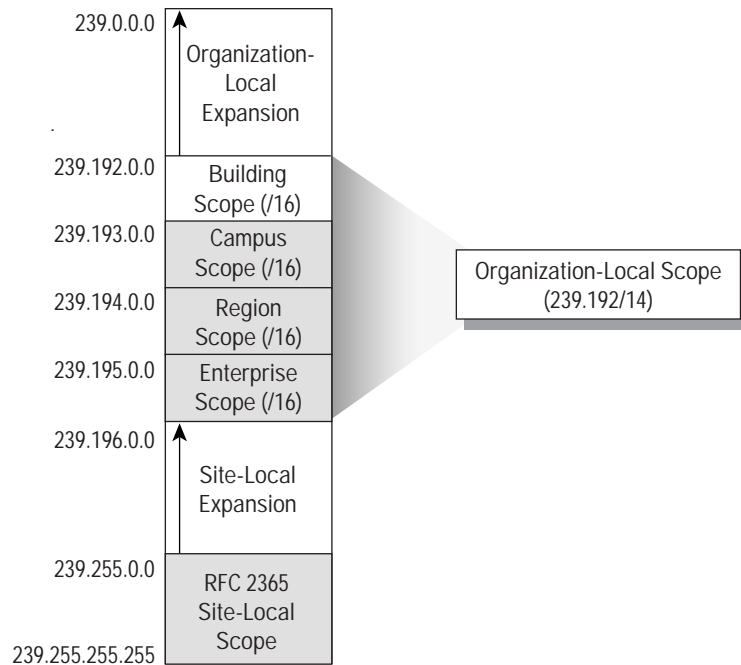 239.0.0.0
Organization-
Local
Expansion
.
239.192.0.0
Building
Scope (/16)
239.193.0.0
Campus
Scope (/16)
239.194.0.0
Region
Scope (/16)
239.195.0.0
Enterprise
Scope (/16)
Organization-Local Scope
(239.192/14)
239.196.0.0
Site-Local
Expansion
239.255.0.0
RFC 2365
Site-Local
Scope
239.255.255.255